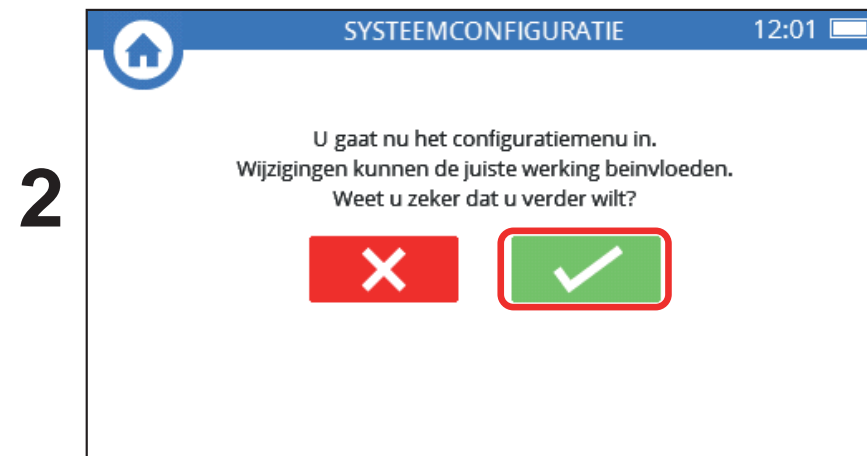 SYSTEEMCONFIGURATIE 12:01
2
U gaat nu het configuratiemenu in.
Wijzigingen kunnen de juiste werking beinvloeden.
Weet u zeker dat u verder wilt?